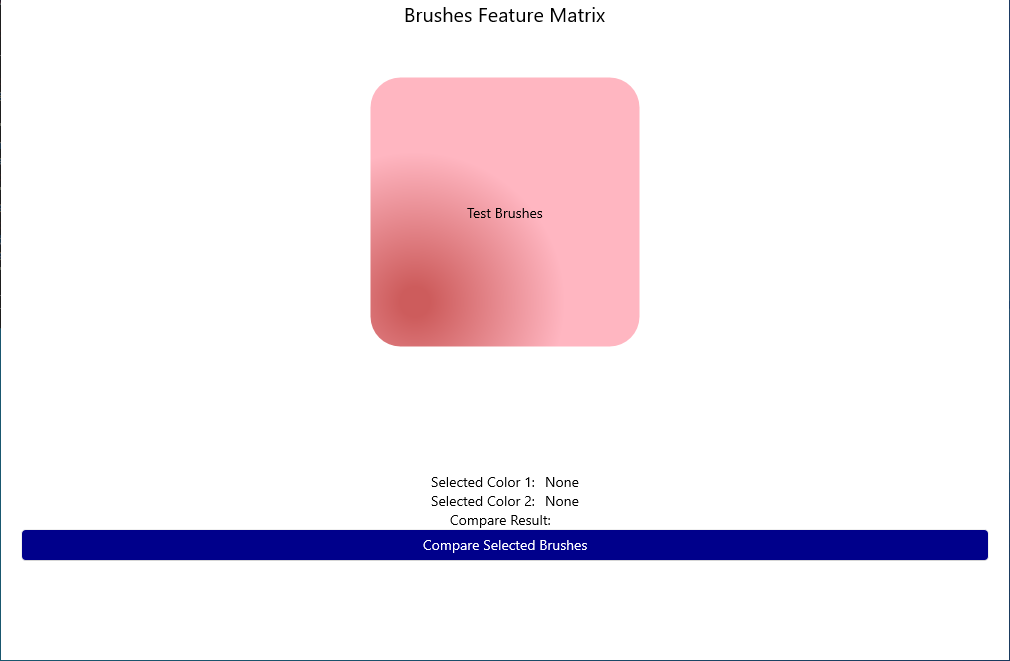 Brushes Feature Matrix
Test Brushes
Selected Color 1: None
Selected Color 2: None
Compare Result:
Compare Selected Brushes